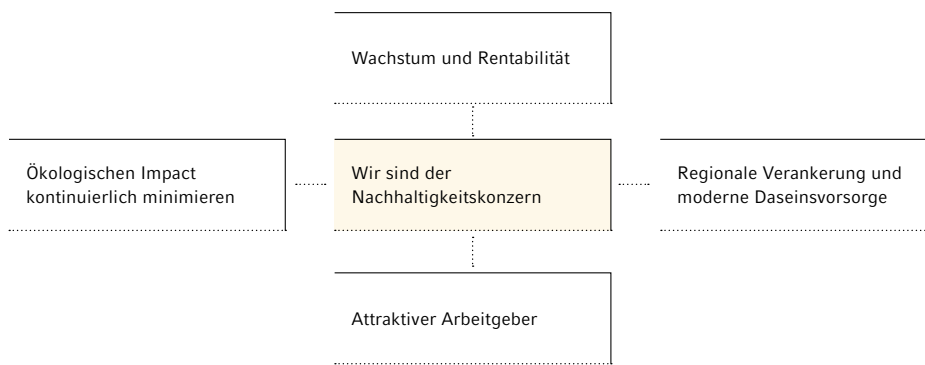 Wachstum und Rentabilität
Ökologischen Impact
kontinuierlich minimieren
Wir sind der
Nachhaltigkeitskonzern
Regionale Verankerung und
moderne Daseinsvorsorge
Attraktiver Arbeitgeber